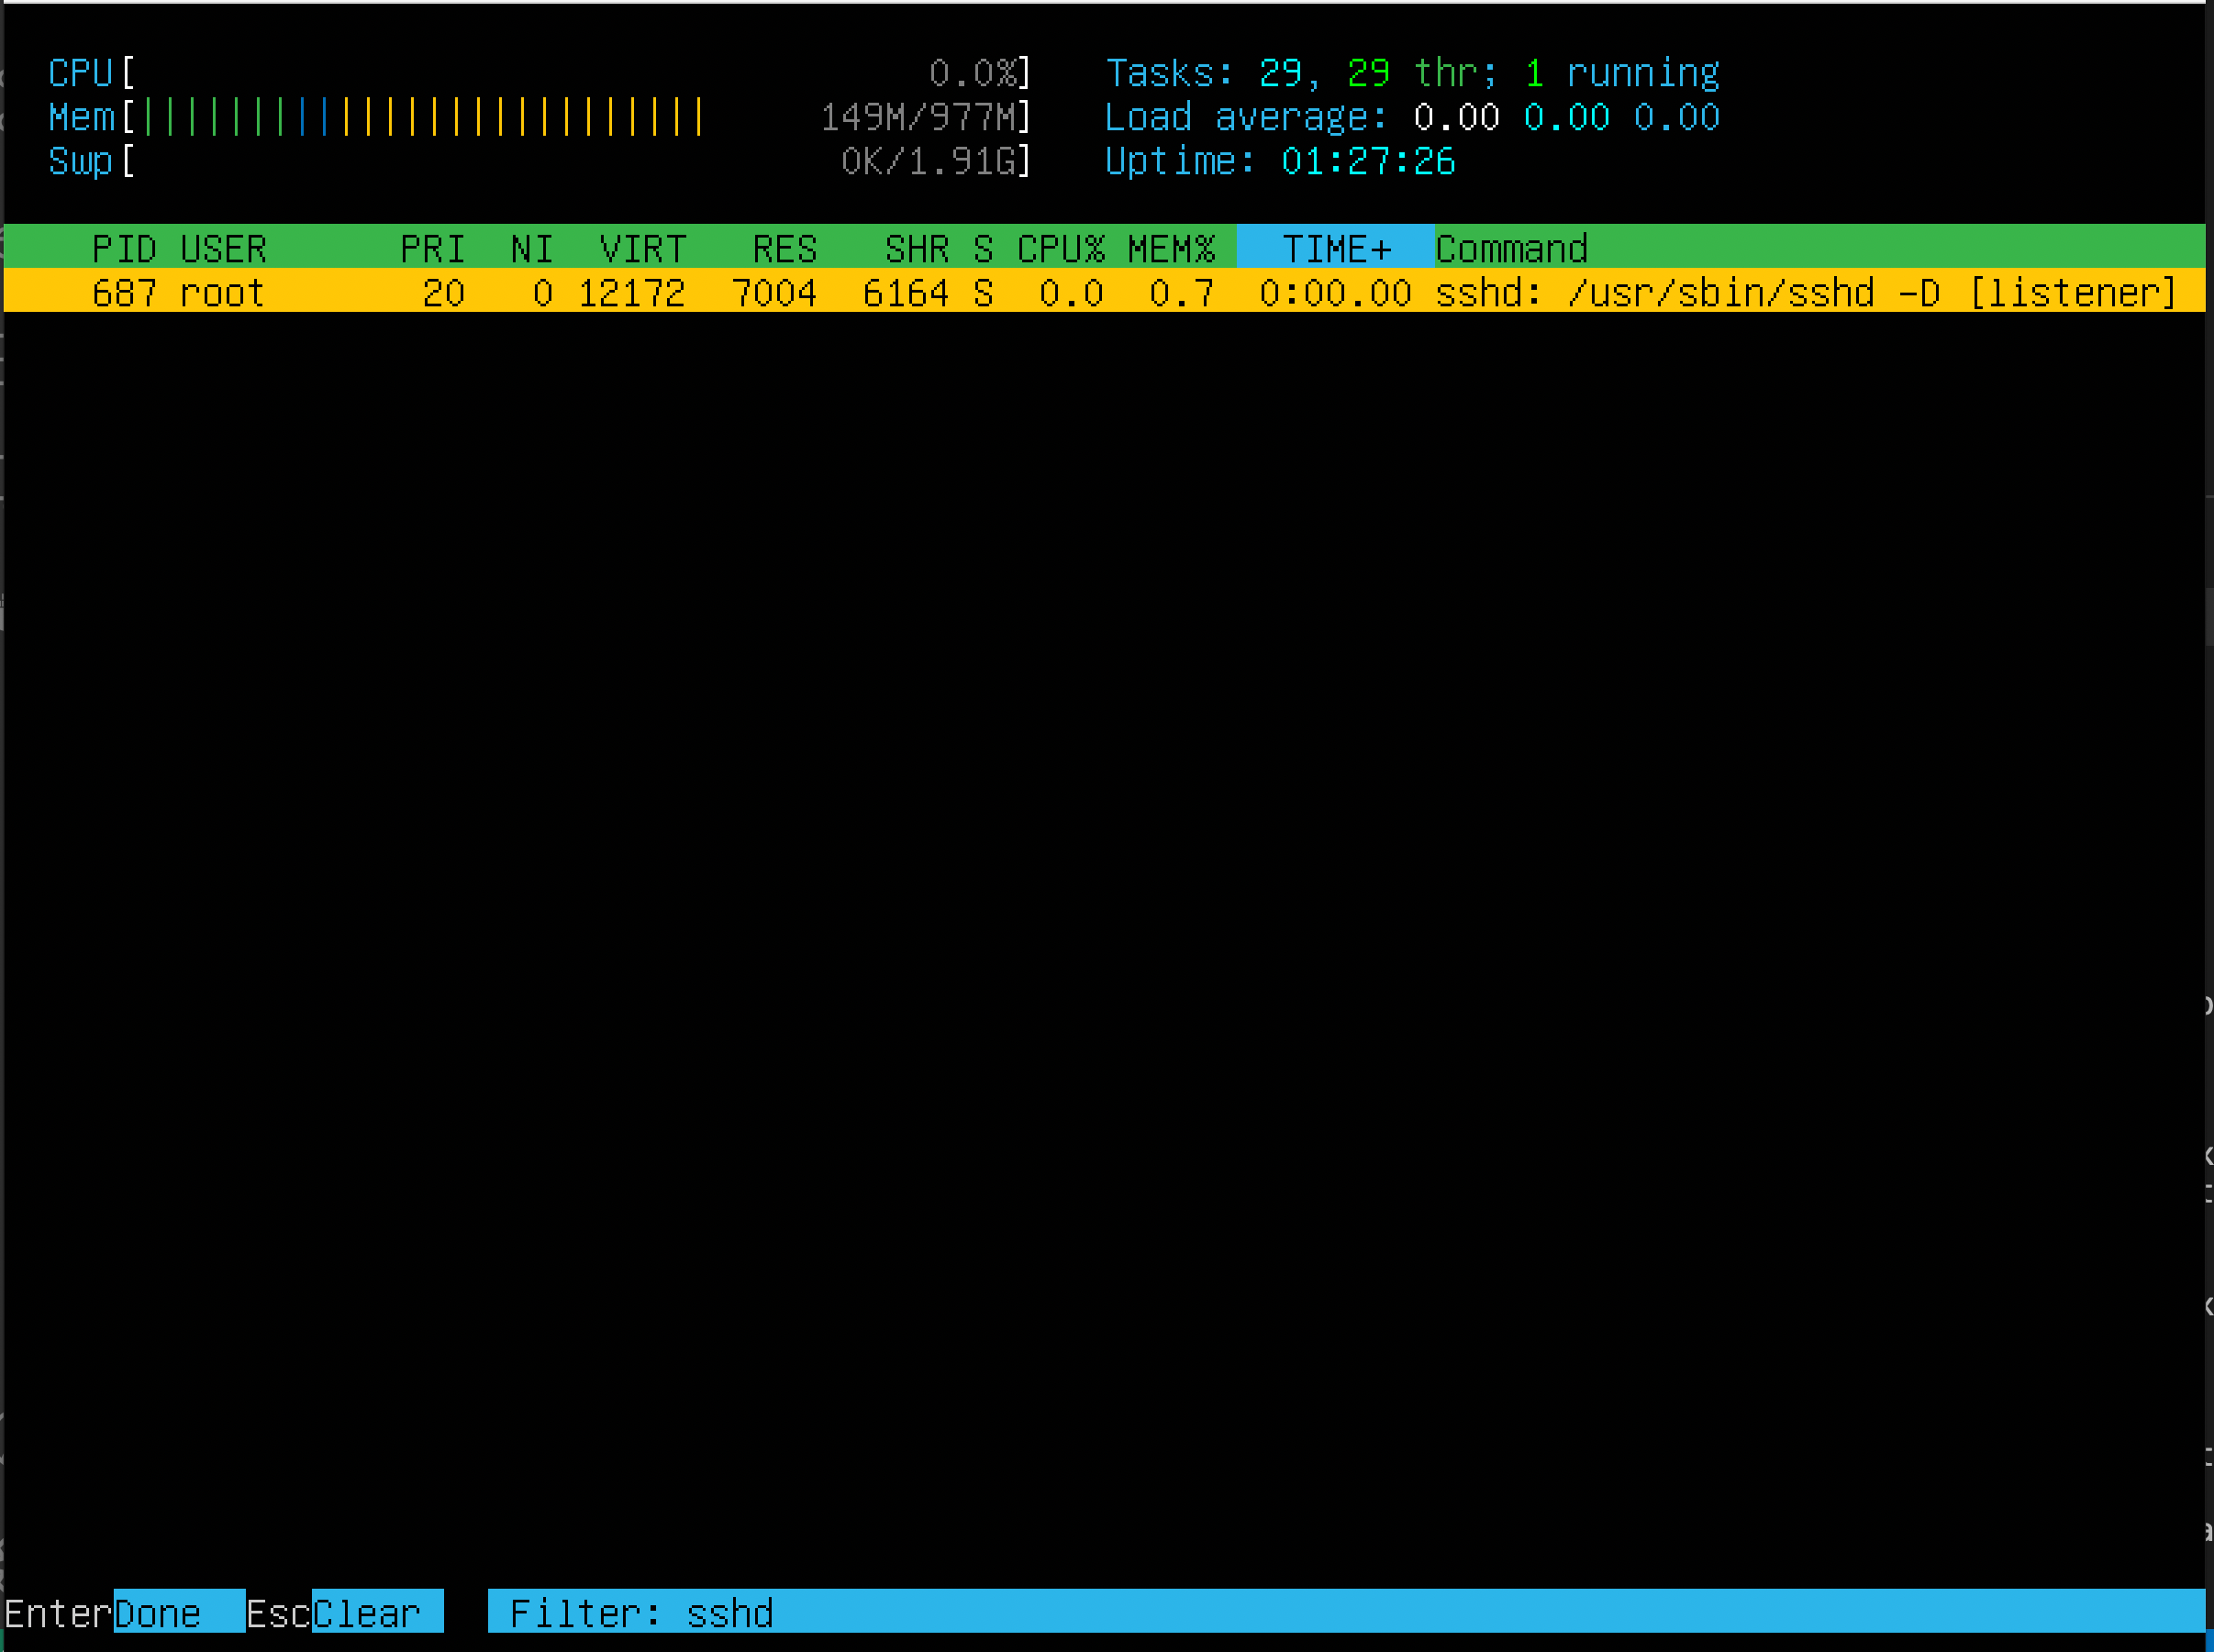 CPU[ 0.0%] Tasks: 29, 29 thr; 1 running
Mem[||||||||||||||||||||||||||149M/977M] Load average: 0.00 0.00 0.00
Swp[ 0K/1.91G] Uptime: 01:27:26
PID USER PRI NI VIRT RES SHR S CPU% MEM% TIME+ Command
687 root 20 0 12172 7004 6164 S 0.0 0.7 0:00.00 sshd: /usr/sbin/sshd -D [listener]
EnterDone EscClear Filter: sshd